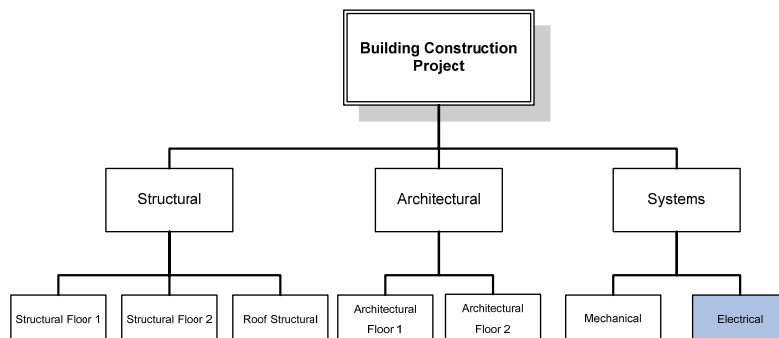 Building Construction
Project
Structural
Architectural
Systems
Structural Floor 1
Structural Floor 2
Roof Structural
Architectural
Floor 1
Architectural
Floor 2
Mechanical
Electrical